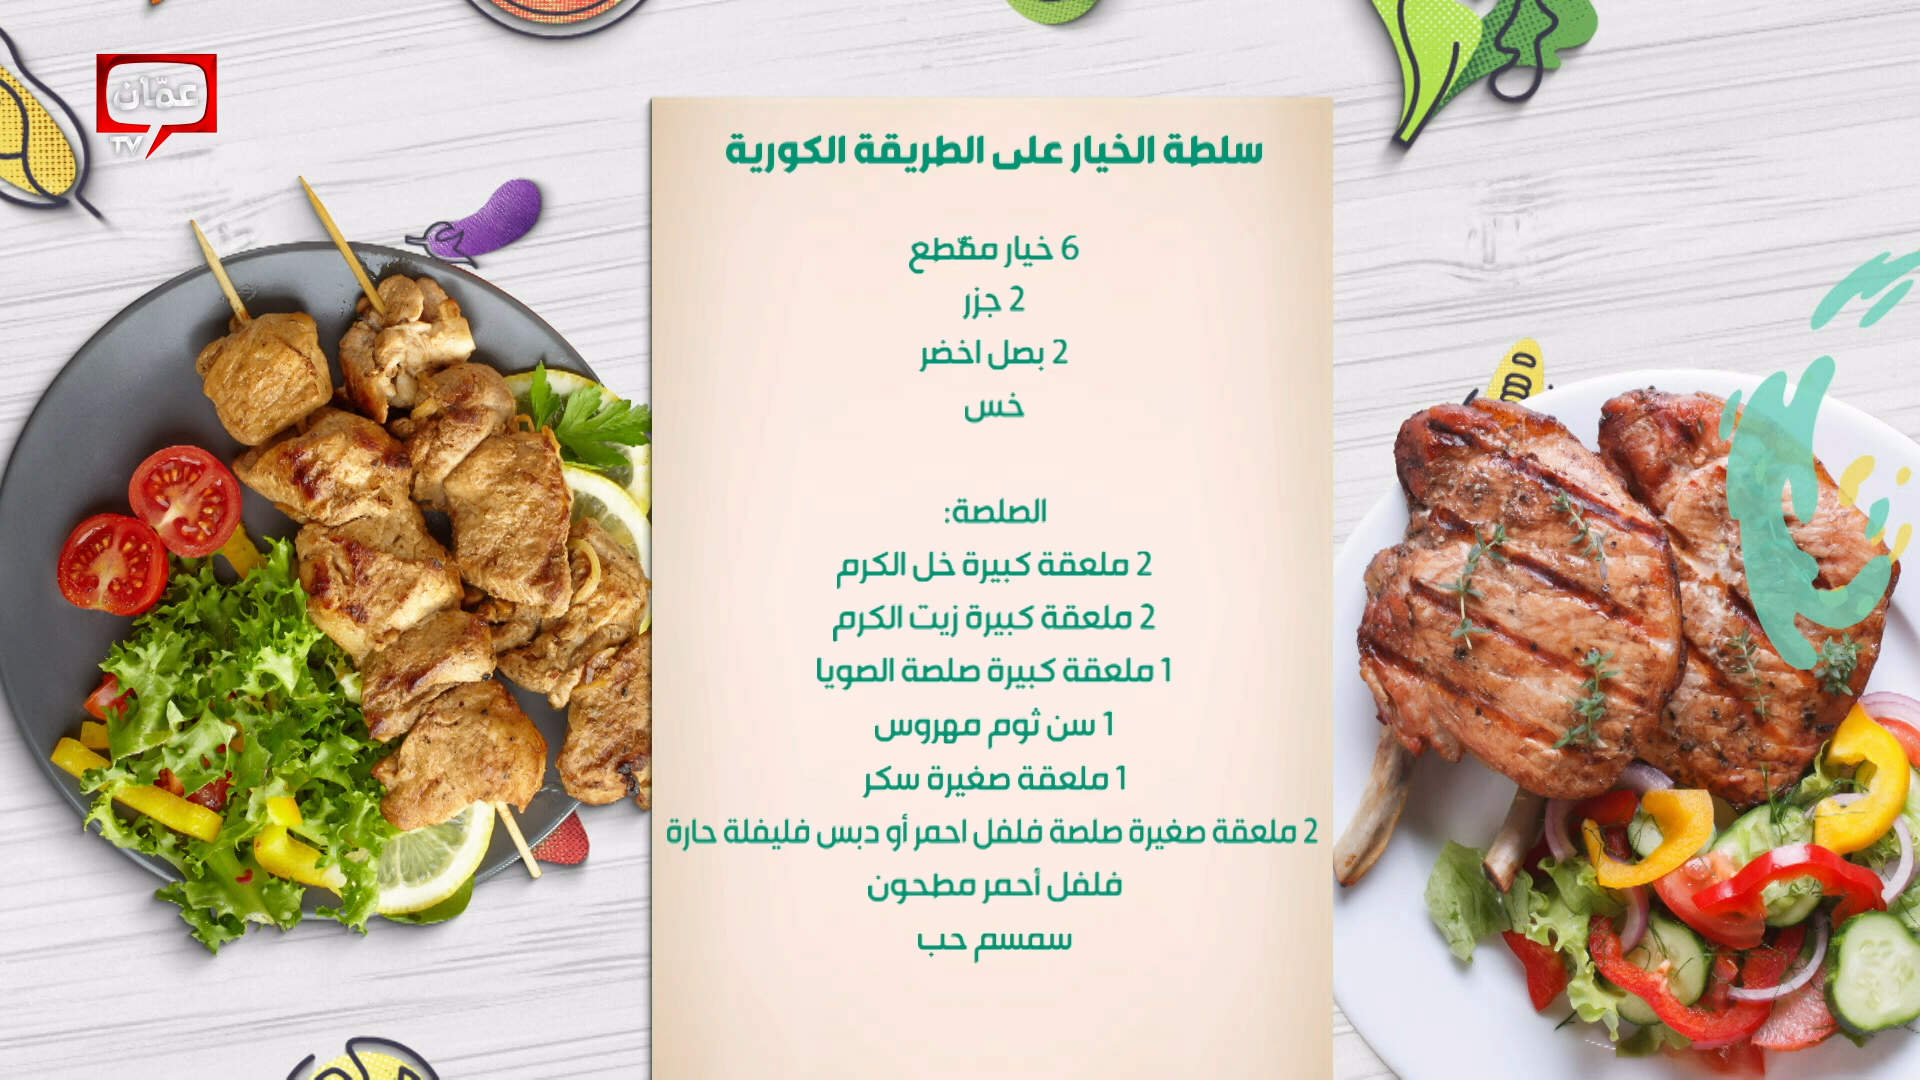 عمّان
TV
سلطة الخيار على الطريقة الكورية
6 خيار مقّطع
2 جزر
2 بصل اخضر
خس
الصلصة:
2 ملعقة كبيرة خل الكرم
2 ملعقة كبيرة زيت الكرم
1 ملعقة كبيرة صلصة الصويا
1 سن ثوم مهروس
1 ملعقة صغيرة سكر
2 ملعقة صغيرة صلصة فلفل احمر أو دبس فليفلة حارة
فلفل أحمر مطحون
سمسم حب